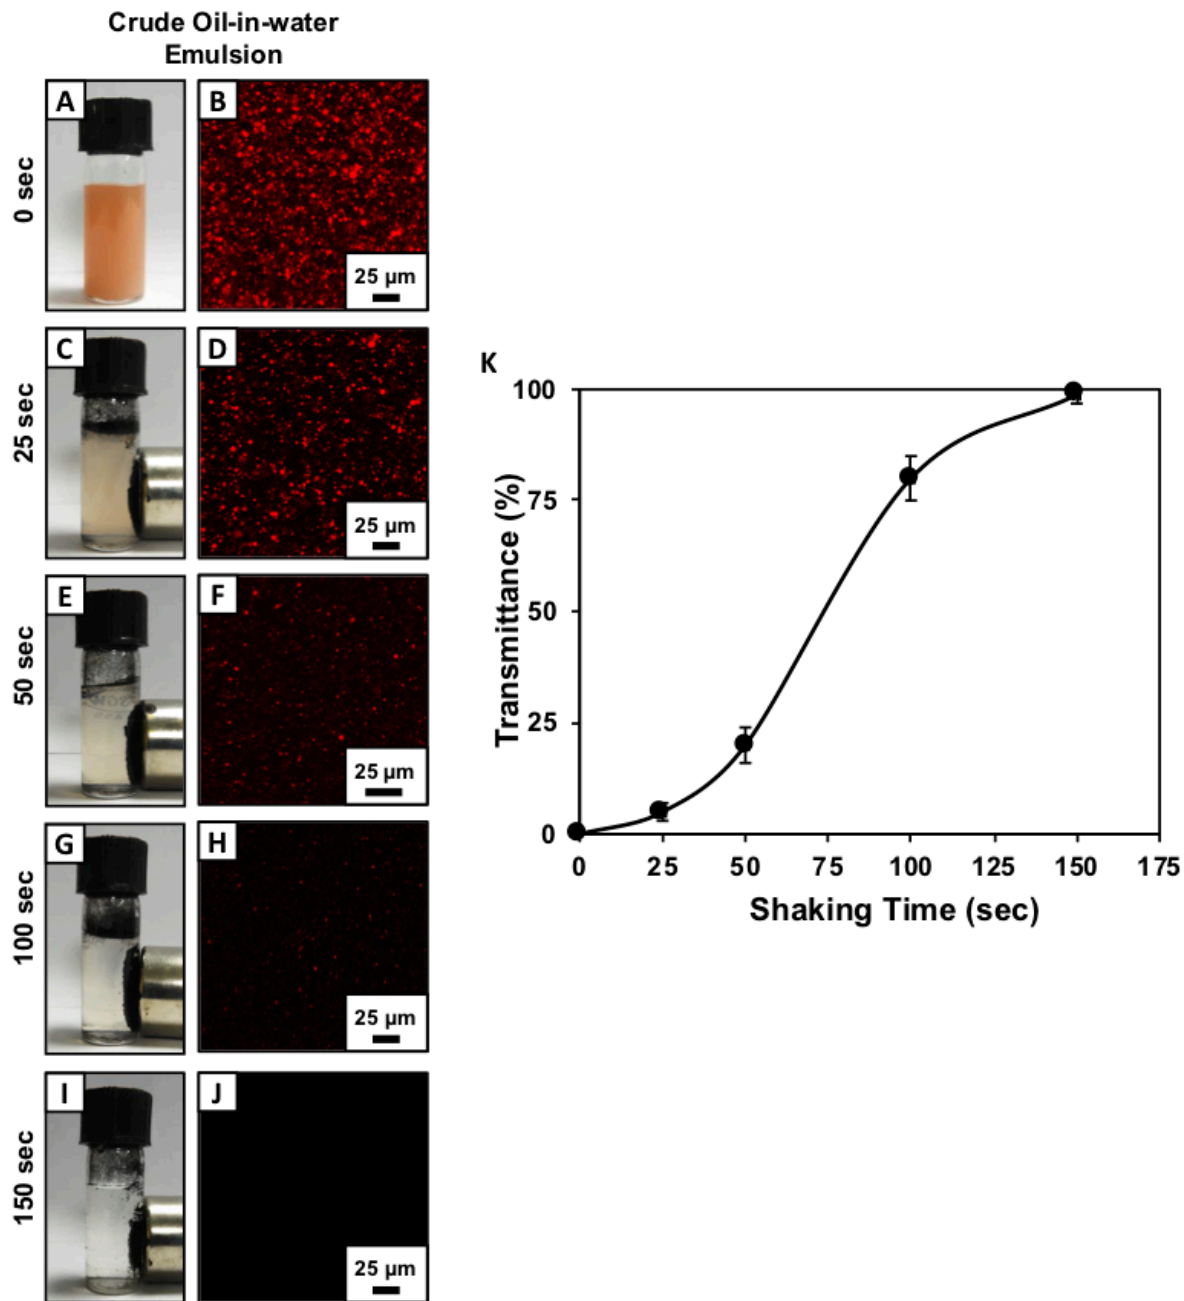 Crude Oil-in-water
Emulsion
0 sec
A
B
25 µm
25 sec
C
D
25 µm
50 sec
E
F
25 µm
100 sec
G
H
25 µm
150 sec
I
J
25 µm
K
Transmittance (%)
100
75
50
25
0
0 25 50 75 100 125 150 175
Shaking Time (sec)